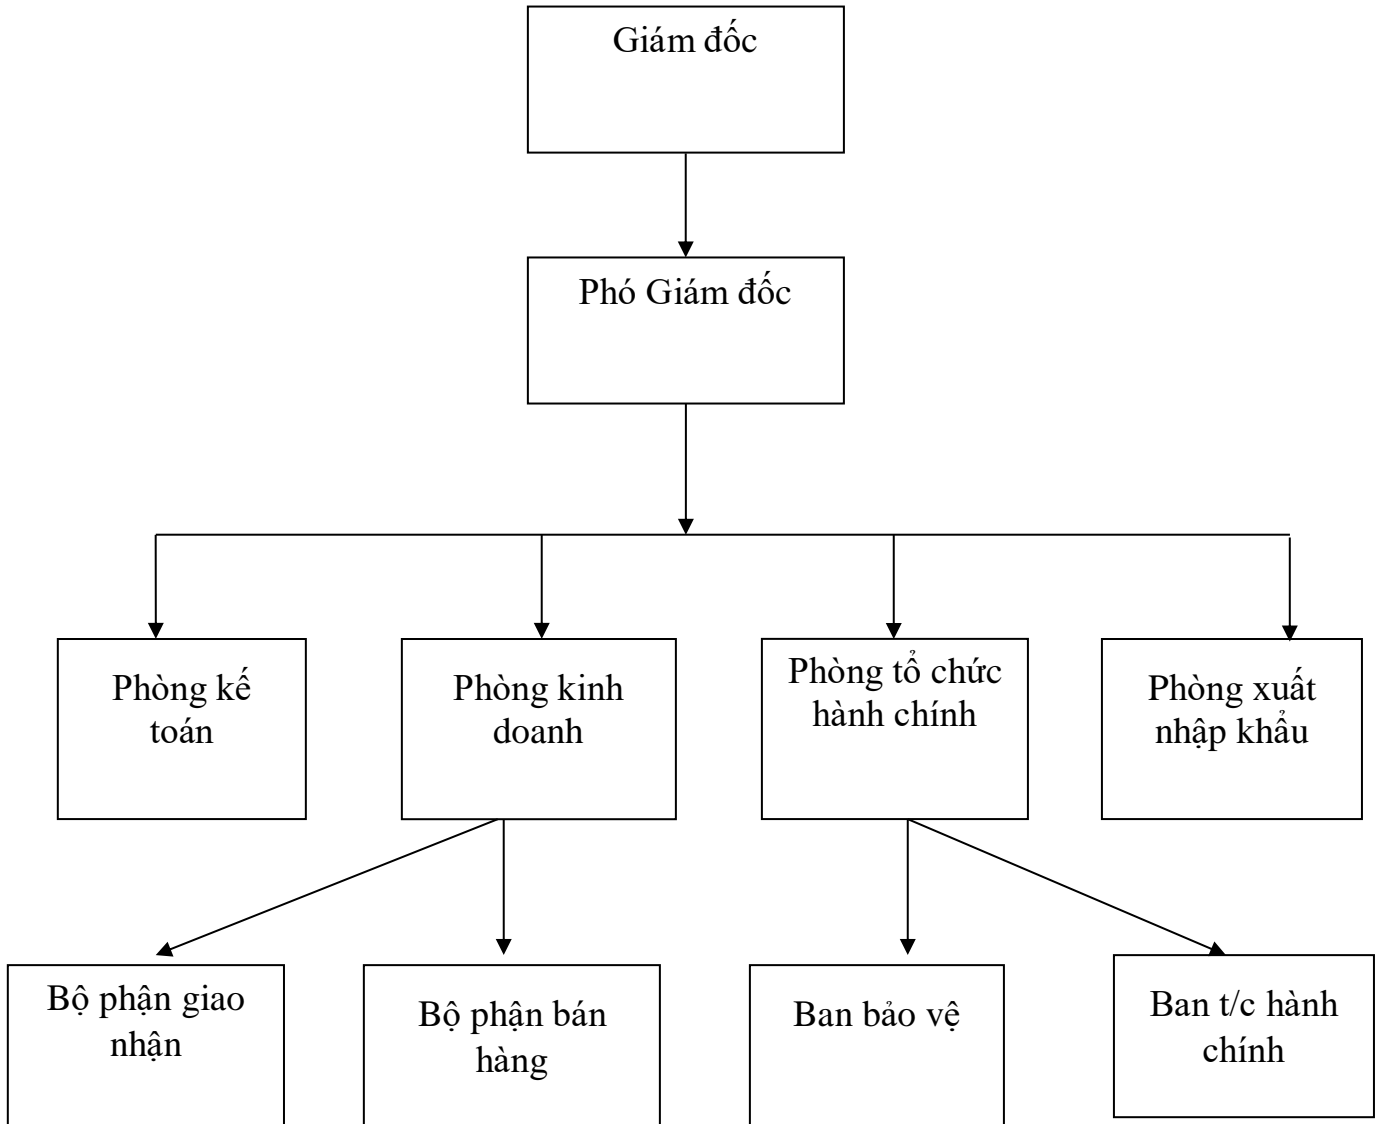 Giám đốc
Phó Giám đốc
Phòng kế
toán
Phòng kinh
doanh
Phòng tổ chức
hành chính
Phòng xuất
nhập khẩu
Bộ phận giao
nhận
Bộ phận bán
hàng
Ban bảo vệ
Ban t/c hành
chính